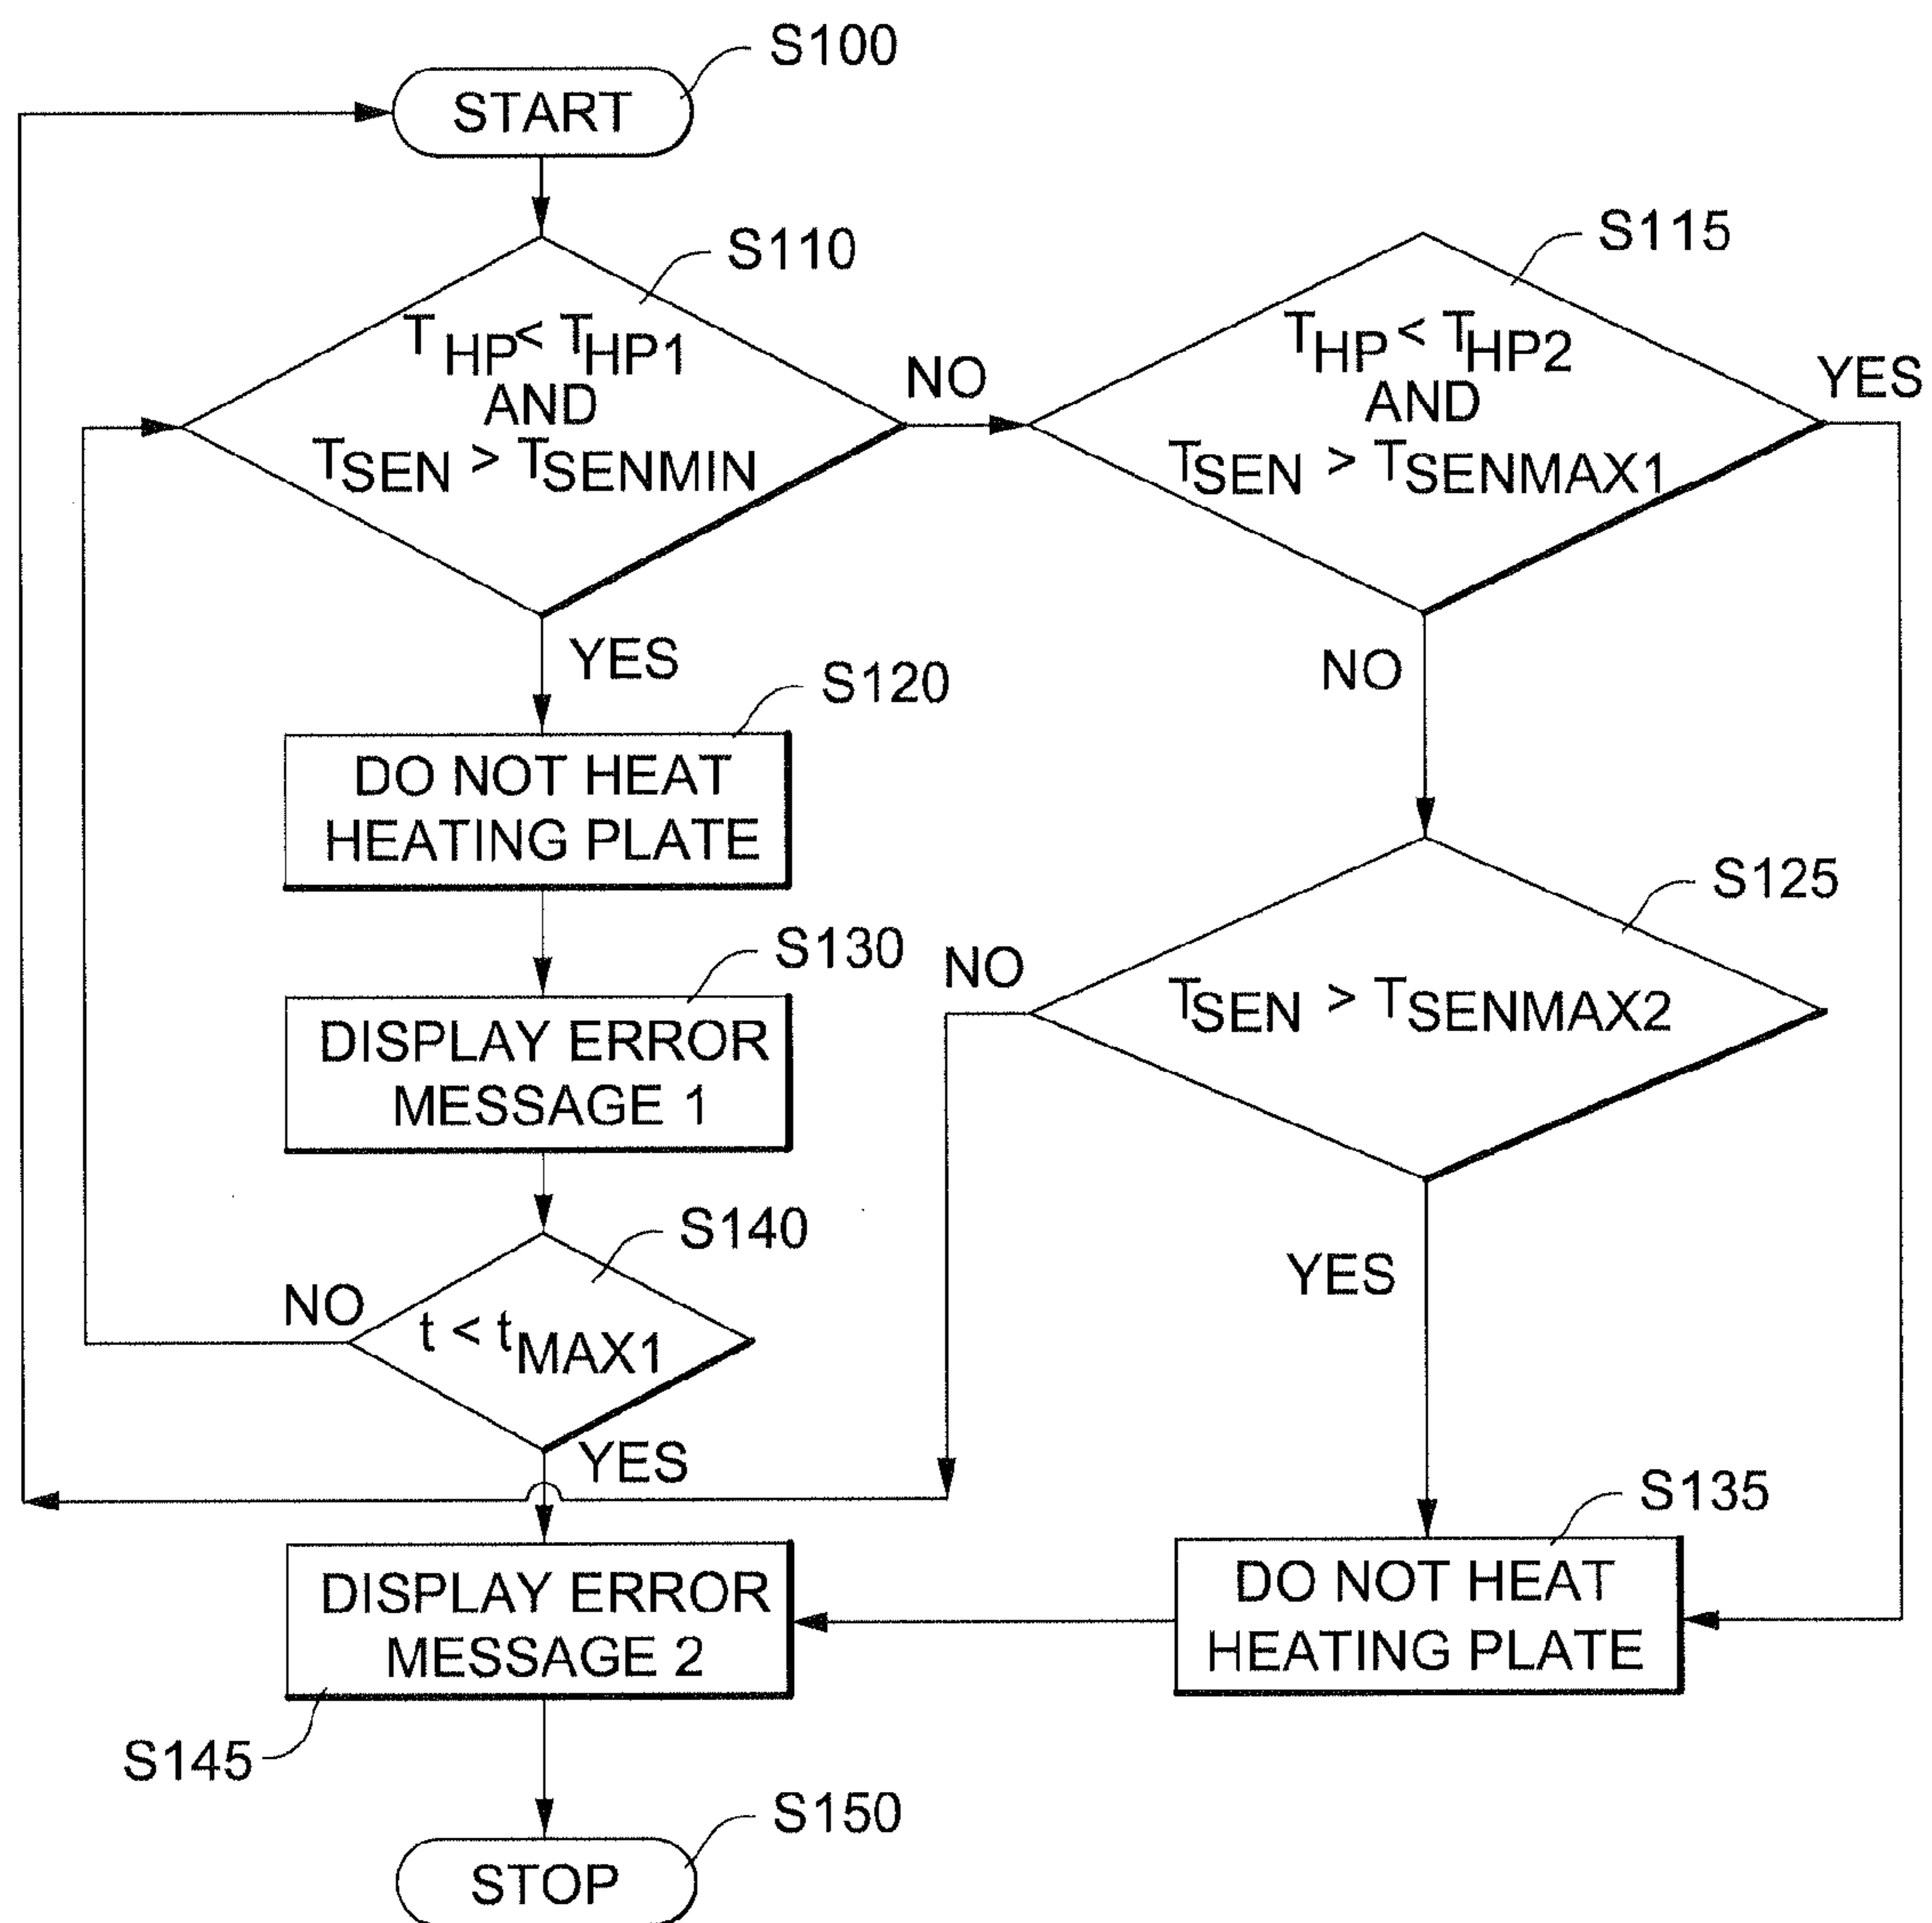 S100
START
S110
THP < THP1
AND
TSEN > TSENMIN
NO
S115
THP < THP2
AND
TSEN > TSENMAX1
YES
YES
NO
S120
DO NOT HEAT
HEATING PLATE
S125
TSEN > TSENMAX2
NO
YES
S130
DISPLAY ERROR
MESSAGE 1
S140
t < tMAX1
NO
YES
S135
DO NOT HEAT
HEATING PLATE
DISPLAY ERROR
MESSAGE 2
S145
S150
STOP